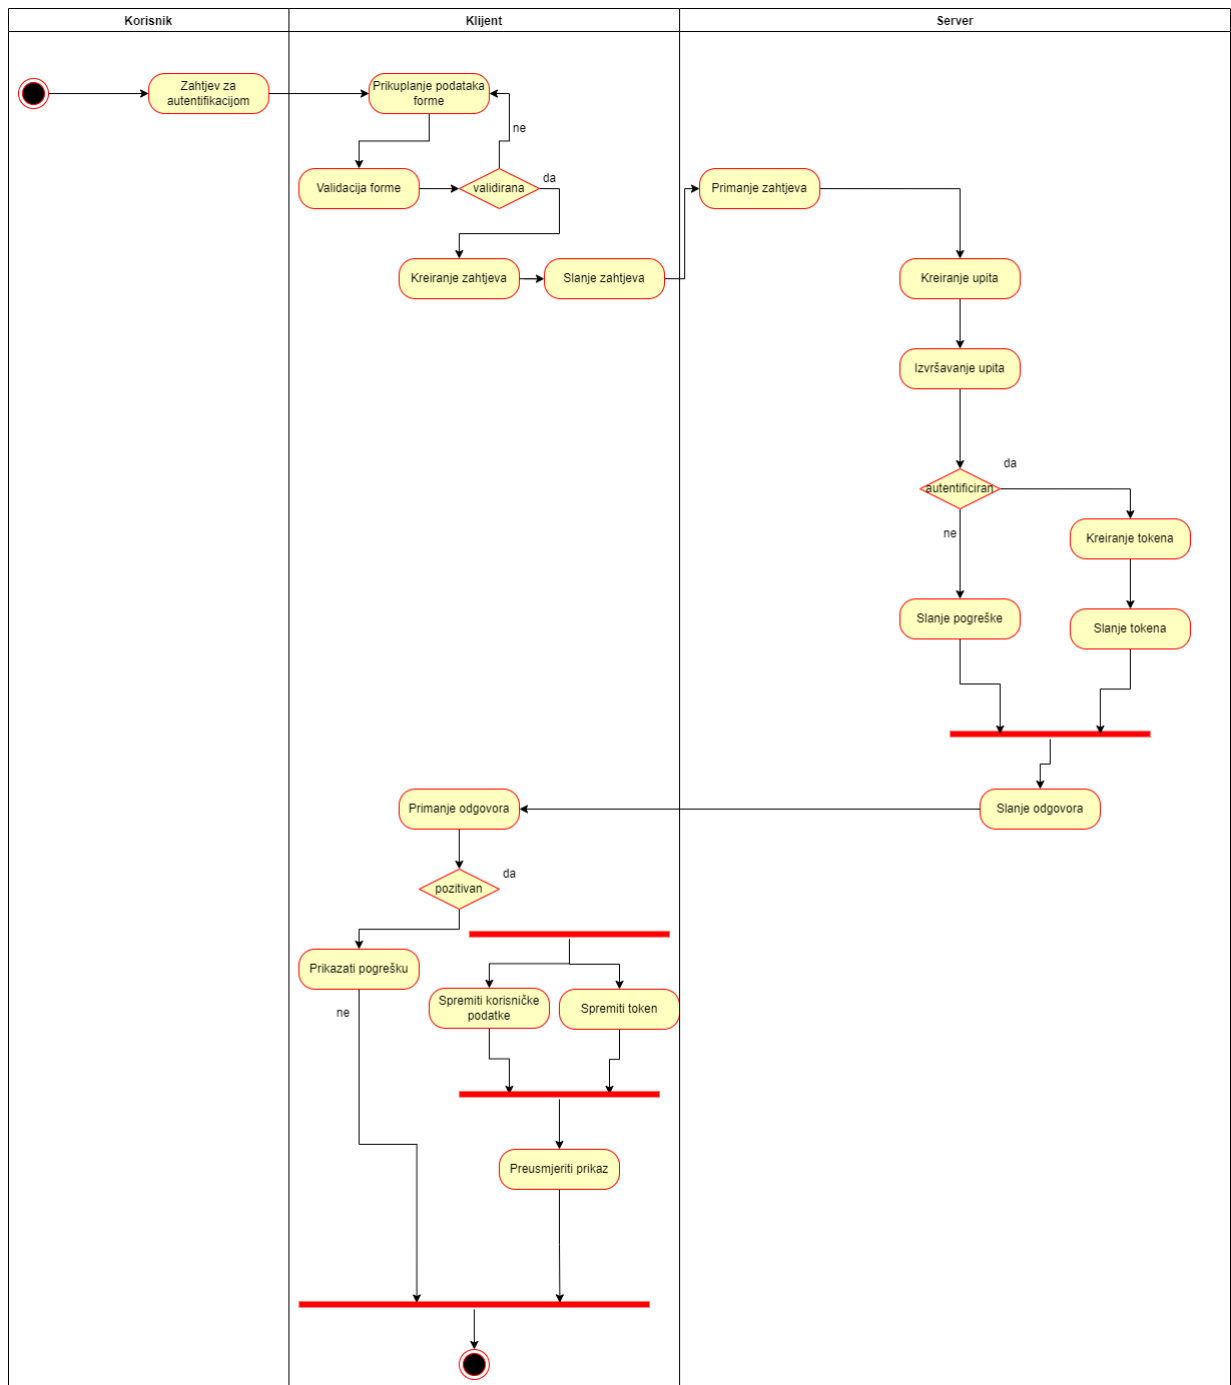 Korisnik
Klijent
Server
Zahtjev za
autentifikacijom
Prikuplanje podataka
forme
ne
Validacija forme
validirana
da
Primanje zahtjeva
Kreiranje zahtjeva
Slanje zahtjeva
Kreiranje upita
Izvršavanje upita
da
autentificiran
ne
Kreiranje tokena
Slanje pogreške
Slanje tokena
Primanje odgovora
Slanje odgovora
da
pozitivan
Prikazati pogrešku
ne
Spremiti korisničke
podatke
Spremiti token
Preusmjeriti prikaz